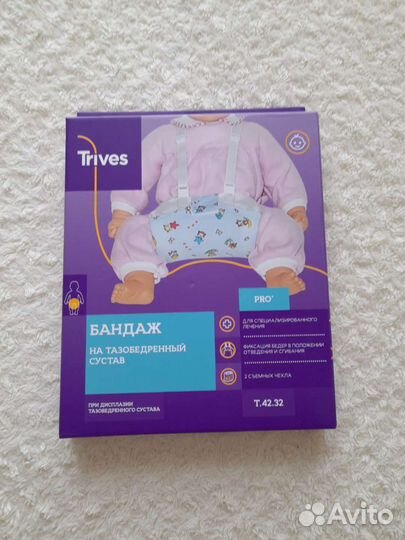 Trives
PRO+
БАНДАЖ
НА ТАЗОБЕДРЕННЫЙ
СУСТАВ
ДЛЯ СПЕЦИАЛИЗИРОВАННОГО
ЛЕЧЕНИЯ
ФИКСАЦИЯ БЕДЕР В ПОЛОЖЕНИИ
ОТВЕДЕНИЯ И СГИБАНИЯ
2 СЪЕМНЫХ ЧЕХЛА
ПРИ ДИСПЛАЗИИ
ТАЗОБЕДРЕННОГО СУСТАВА
Т.42.32
Avito